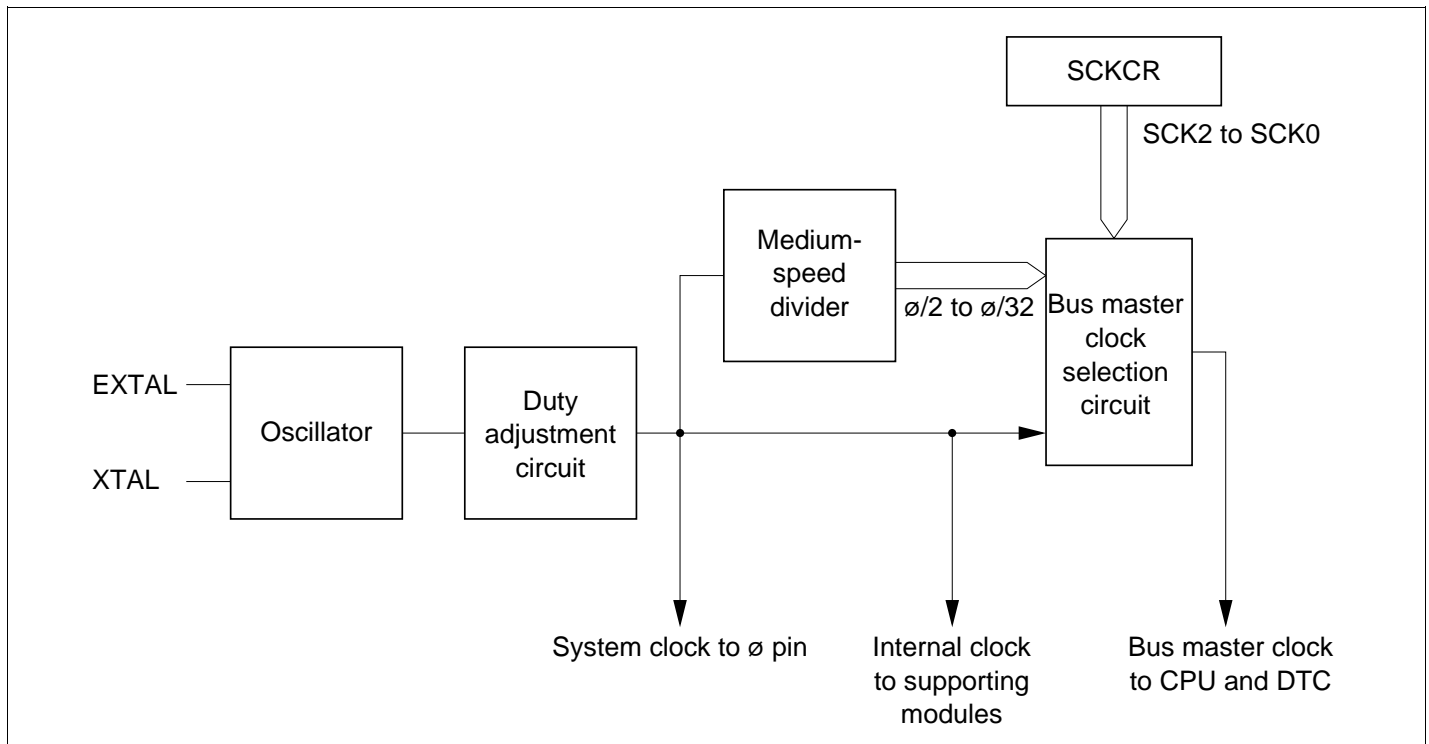 SCKCR
SCK2 to SCK0
Medium-
speed
divider
ø/2 to ø/32
Bus master
clock
selection
circuit
EXTAL
XTAL
Oscillator
Duty
adjustment
circuit
System clock to ø pin
Internal clock
to supporting
modules
Bus master clock
to CPU and DTC